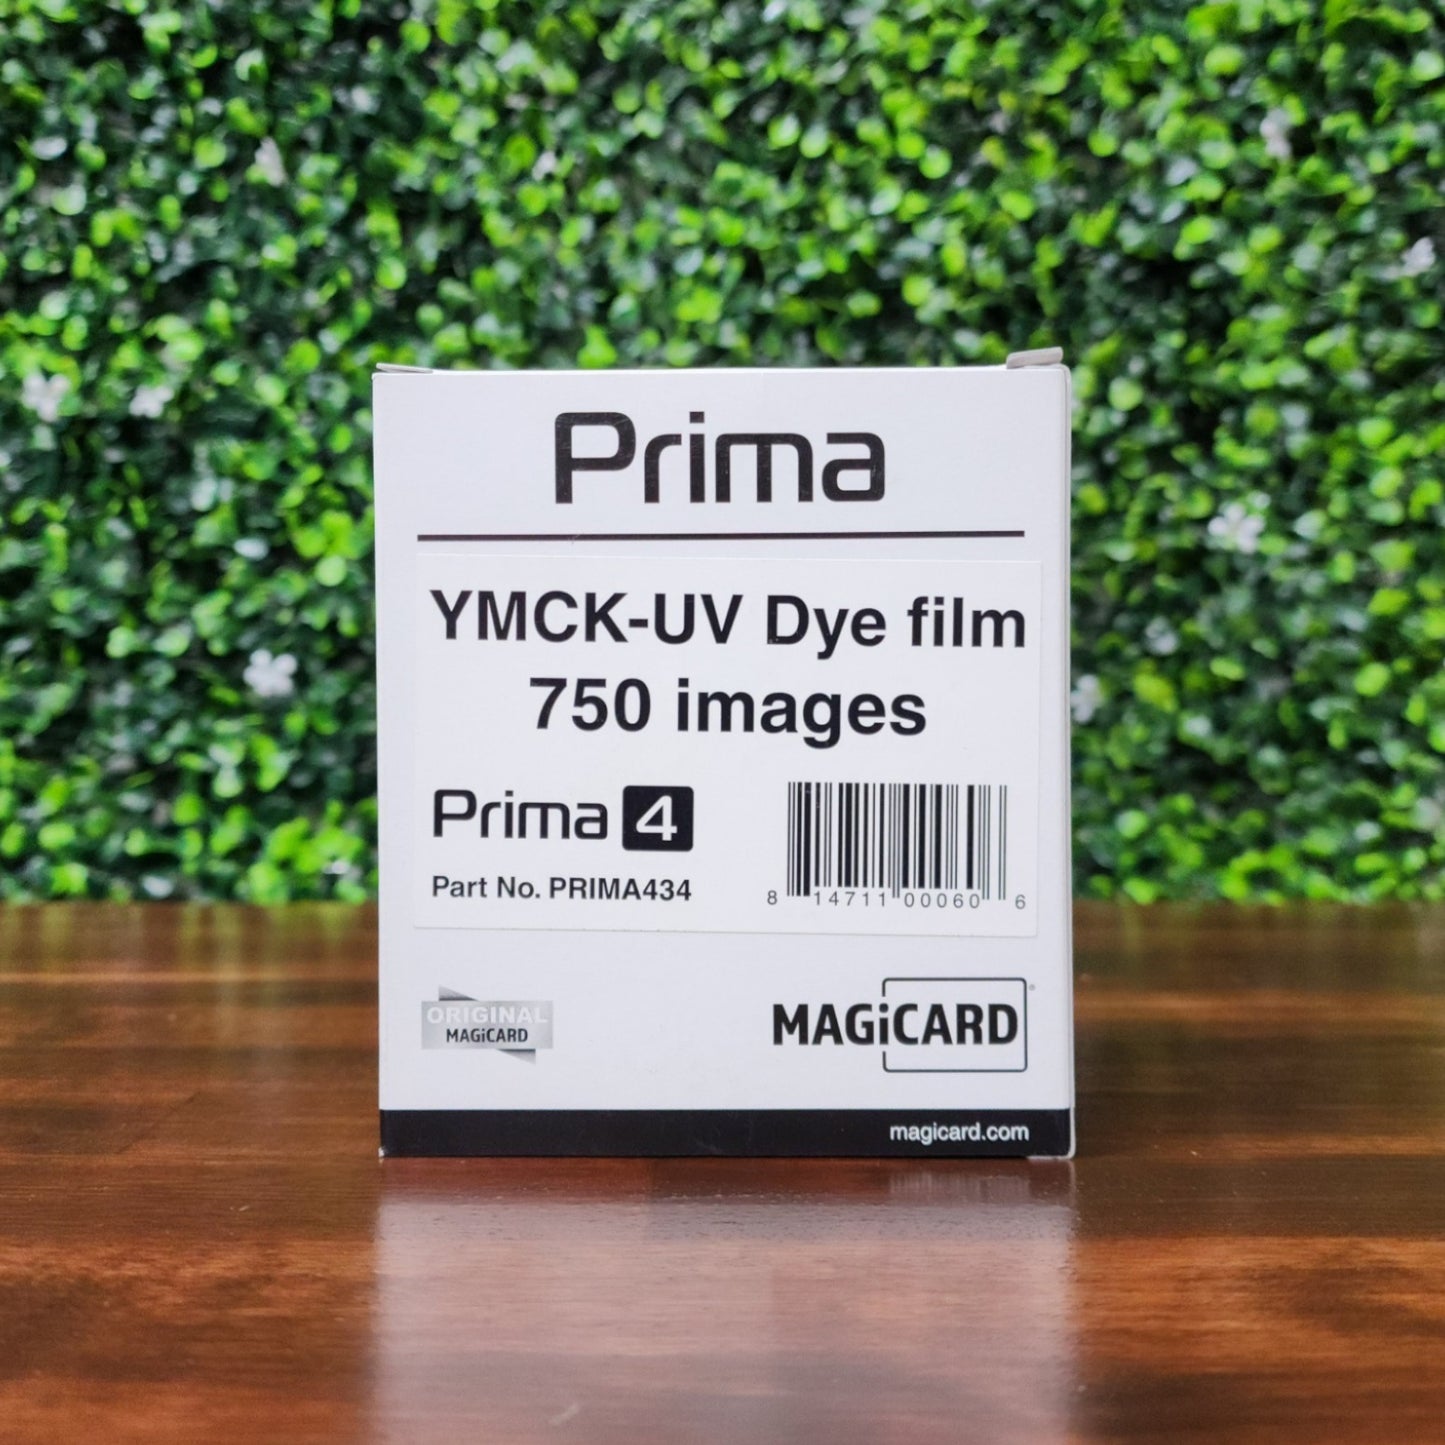 Prima
YMCK-UV Dye film
750 images
Prima 4
Part No. PRIMA434
8 14711 00060 6
ORIGINAL
MAGiCARD
MAGiCARD®
magicard.com